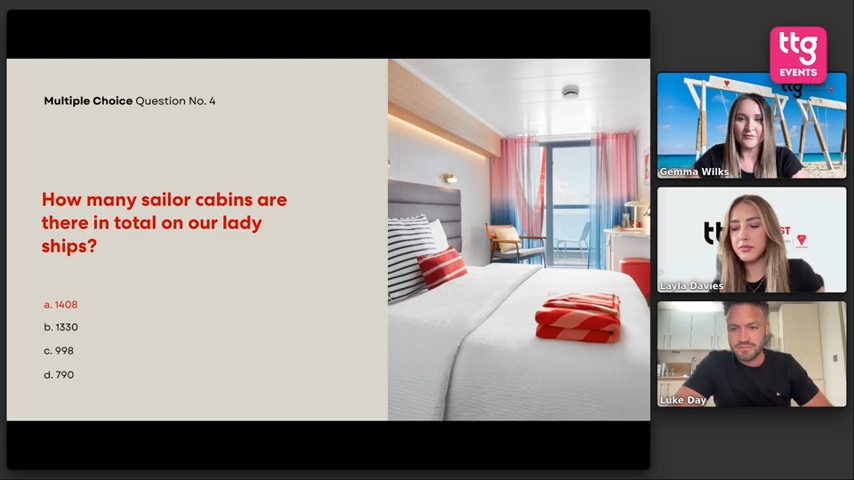 Multiple Choice Question No. 4
How many sailor cabins are
there in total on our lady
ships?
a. 1408
b. 1330
c. 998
d. 790
ttg
EVENTS
ttg
Gemma Wilks
Layla Davies
Luke Day